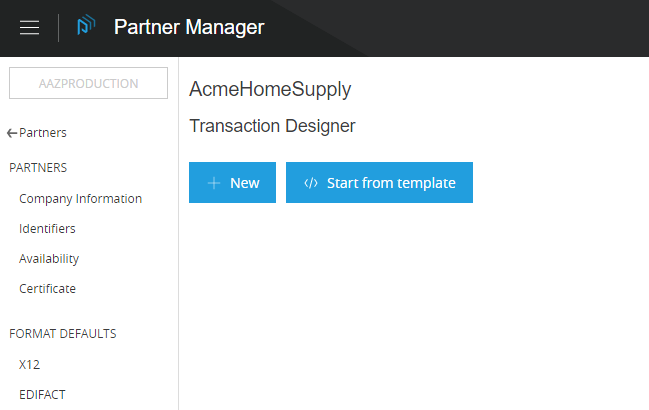 Partner Manager
AAZPRODUCTION
Partners
PARTNERS
Company Information
Identifiers
Availability
Certificate
FORMAT DEFAULTS
X12
EDIFACT
AcmeHomeSupply
Transaction Designer
+ New
</> Start from template